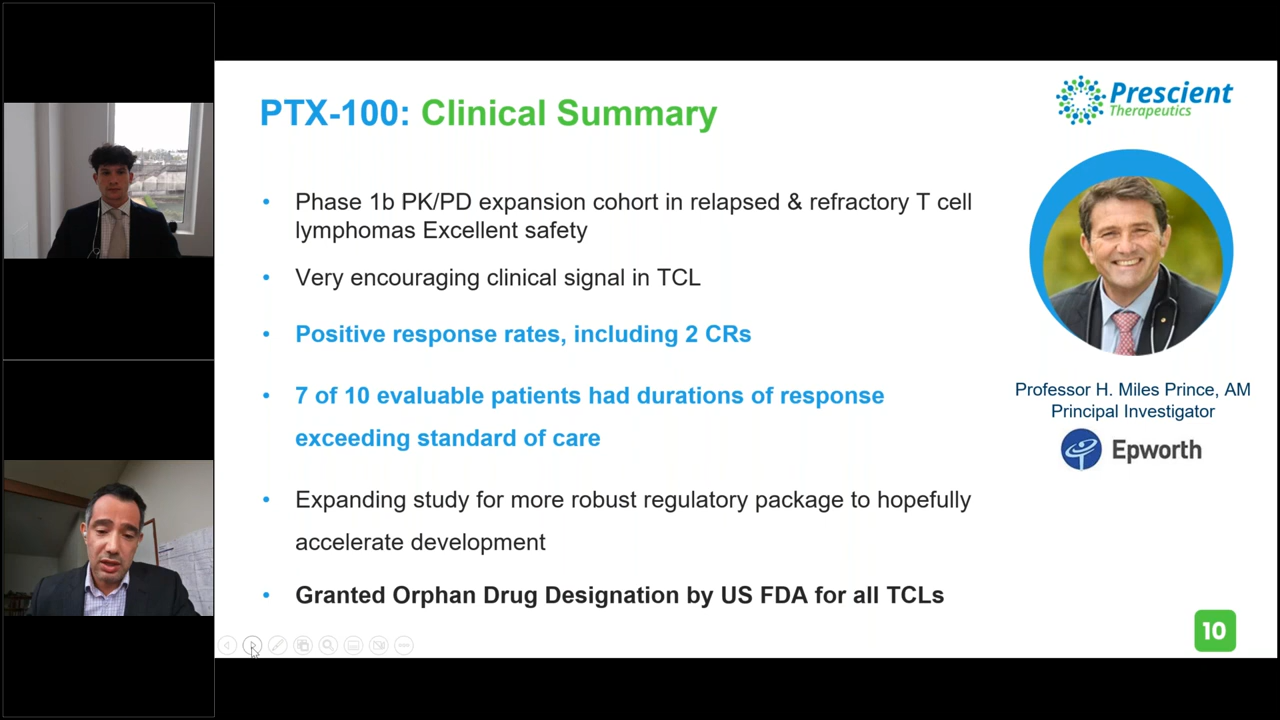 PTX-100: Clinical Summary
Prescient
Therapeutics
• Phase 1b PK/PD expansion cohort in relapsed & refractory T cell
lymphomas Excellent safety
• Very encouraging clinical signal in TCL
• Positive response rates, including 2 CRs
• 7 of 10 evaluable patients had durations of response
exceeding standard of care
• Expanding study for more robust regulatory package to hopefully
accelerate development
• Granted Orphan Drug Designation by US FDA for all TCLs
Professor H. Miles Prince, AM
Principal Investigator
Epworth
10